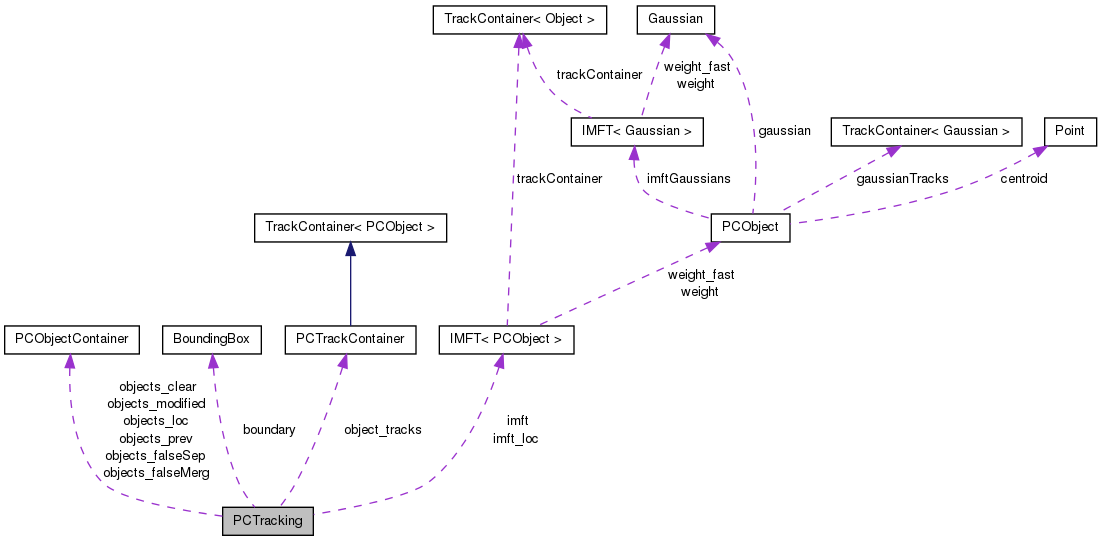 TrackContainer< Object >
Gaussian
weight_fast
weight
trackContainer
IMFT< Gaussian >
gaussian
TrackContainer< Gaussian >
Point
trackContainer
imftGaussians
gaussianTracks
centroid
TrackContainer< PCObject >
PCObject
weight_fast
weight
PCObjectContainer
BoundingBox
PCTrackContainer
IMFT< PCObject >
objects_clear
objects_modified
objects_loc
objects_prev
objects_falseSep
objects_falseMerg
boundary
object_tracks
imft
imft_loc
PCTracking